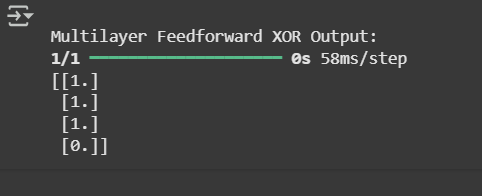 Multilayer Feedforward XOR Output:
1/1 ━━━━━━━━━━━━━━━━━━━━ 0s 58ms/step
[[1.]
 [1.]
 [1.]
 [0.]]